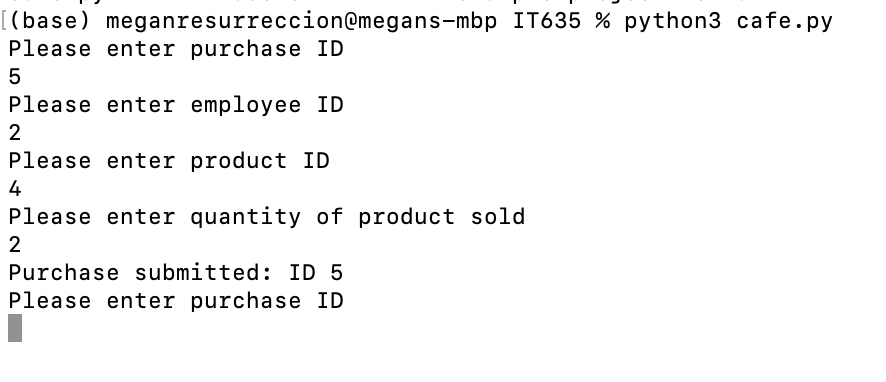 (base) meganresurreccion@megans-mbp IT635 % python3 cafe.py
Please enter purchase ID
5
Please enter employee ID
2
Please enter product ID
4
Please enter quantity of product sold
2
Purchase submitted: ID 5
Please enter purchase ID